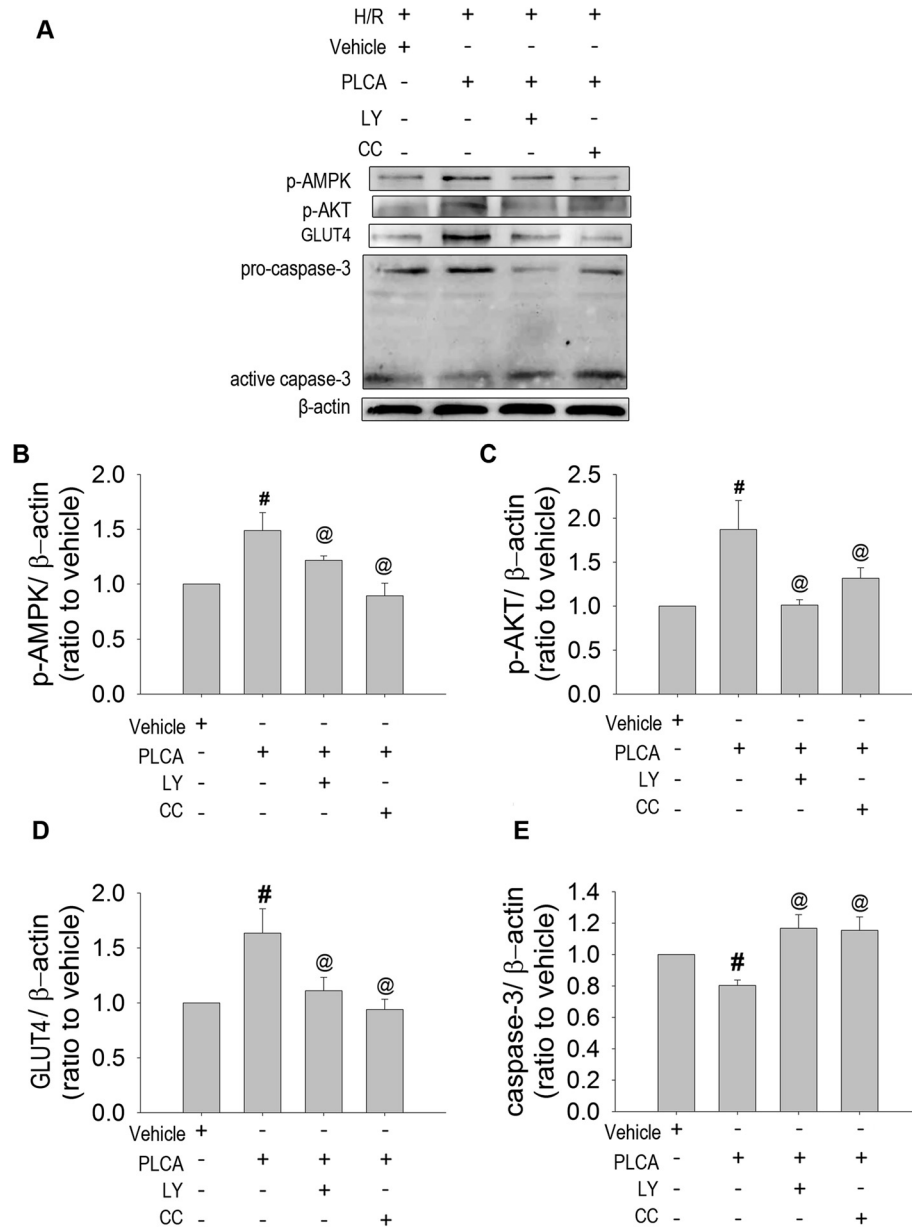 A
H/R + + + +
Vehicle + - - -
PLCA - + + +
LY - - + -
CC - - - +
p-AMPK
p-AKT
GLUT4
pro-caspase-3
active capase-3
β-actin
B
p-AMPK/ β-actin
(ratio to vehicle)
2.0
1.5
1.0
0.5
0.0
# @ @
Vehicle + - - -
PLCA - + + +
LY - - + -
CC - - - +
C
p-AKT/ β-actin
(ratio to vehicle)
2.5
2.0
1.5
1.0
0.5
0.0
# @ @
Vehicle + - - -
PLCA - + + +
LY - - + -
CC - - - +
D
GLUT4/ β-actin
(ratio to vehicle)
2.0
1.5
1.0
0.5
0.0
# @ @
Vehicle + - - -
PLCA - + + +
LY - - + -
CC - - - +
E
caspase-3/ β-actin
(ratio to vehicle)
1.4
1.2
1.0
0.8
0.6
0.4
0.2
0.0
# @ @
Vehicle + - - -
PLCA - + + +
LY - - + -
CC - - - +